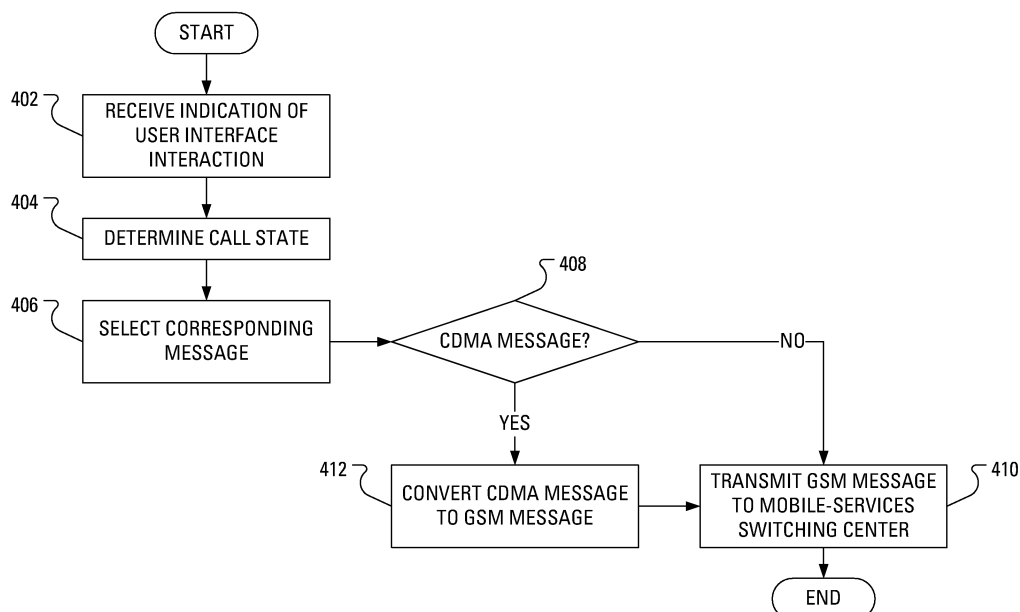 START
402
RECEIVE INDICATION OF
USER INTERFACE
INTERACTION
404
DETERMINE CALL STATE
406
SELECT CORRESPONDING
MESSAGE
408
CDMA MESSAGE?
NO
YES
412
CONVERT CDMA MESSAGE
TO GSM MESSAGE
410
TRANSMIT GSM MESSAGE
TO MOBILE-SERVICES
SWITCHING CENTER
END